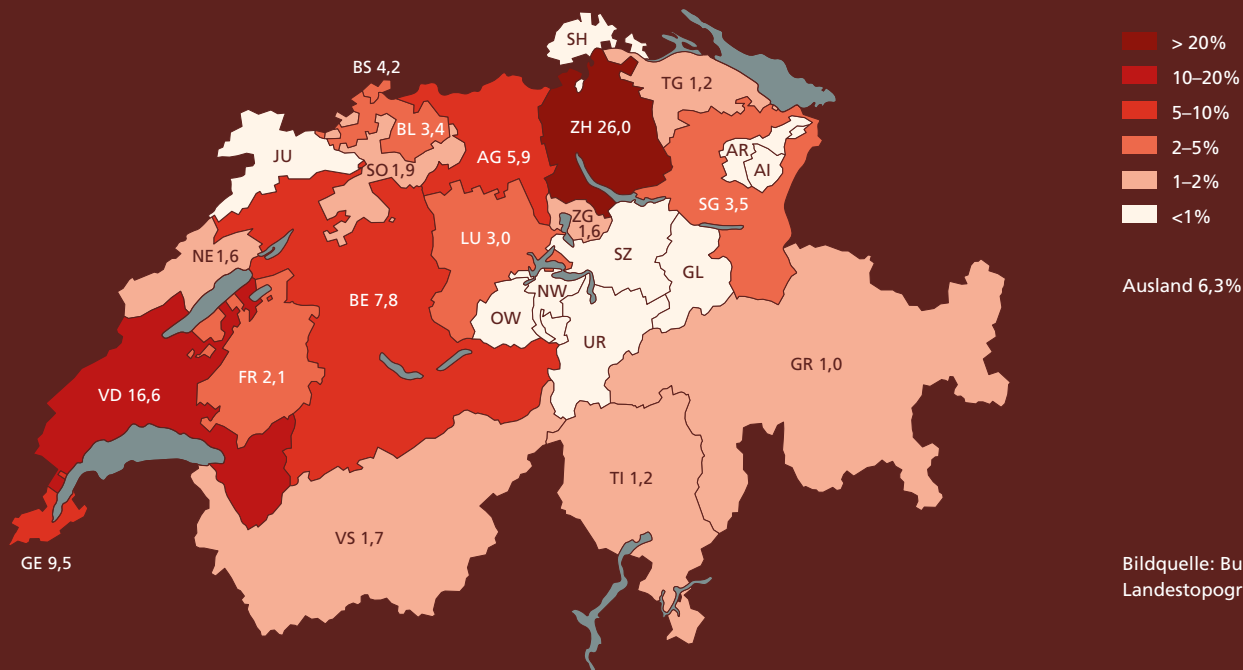 SH
BS 4,2
TG 1,2
BL 3,4
ZH 26,0
JU
AG 5,9
SO 1,9
AR
AI
SG 3,5
ZG
1,6
LU 3,0
NE 1,6
SZ
GL
NW
BE 7,8
OW
UR
GR 1,0
FR 2,1
VD 16,6
TI 1,2
VS 1,7
GE 9,5
> 20%
10–20%
5–10%
2–5%
1–2%
<1%
Ausland 6,3%
Bildquelle: Bu
Landestopogr